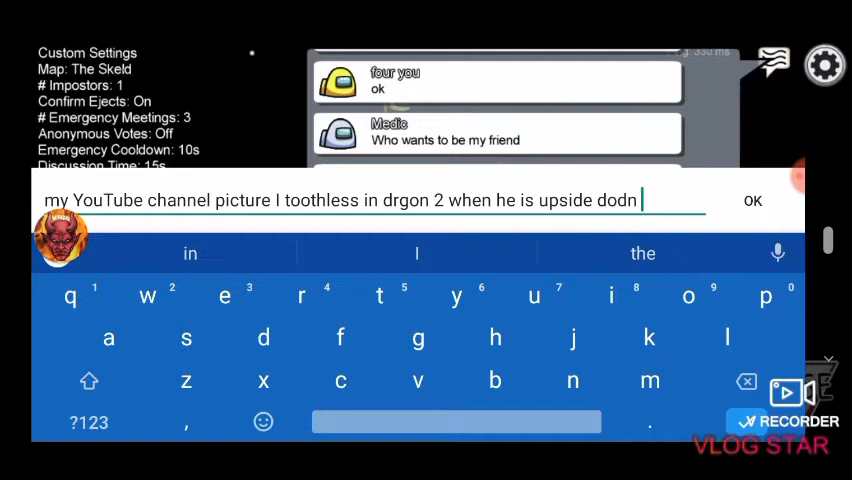 Custom Settings
Map: The Skeld
# Impostors: 1
Confirm Ejects: On
# Emergency Meetings: 3
Anonymous Votes: Off
Emergency Cooldown: 10s
Discussion Time: 15s
Ping: 330 ms
four you
ok
Medic
Who wants to be my friend
my YouTube channel picture I toothless in drgon 2 when he is upside dodn
OK
in I the
q 1 w 2 e 3 r 4 t 5 y 6 u 7 i 8 o 9 p 0
a s d f g h j k l
z x c v b n m
?123 , .
RECORDER
VLOG STAR